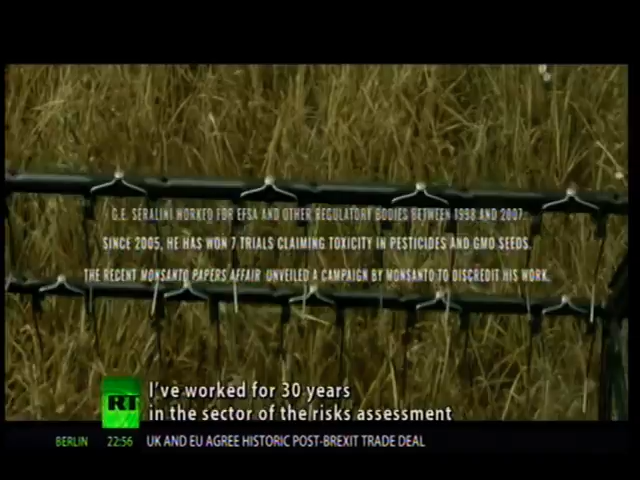 G.E. SERALINI WORKED FOR EFSA AND OTHER REGULATORY BODIES BETWEEN 1998 AND 2007.
SINCE 2005, HE HAS WON 7 TRIALS CLAIMING TOXICITY IN PESTICIDES AND GMO SEEDS.
THE RECENT MONSANTO PAPERS AFFAIR UNVEILED A CAMPAIGN BY MONSANTO TO DISCREDIT HIS WORK.
I've worked for 30 years
in the sector of the risks assessment
RT
BERLIN 22:56 UK AND EU AGREE HISTORIC POST-BREXIT TRADE DEAL